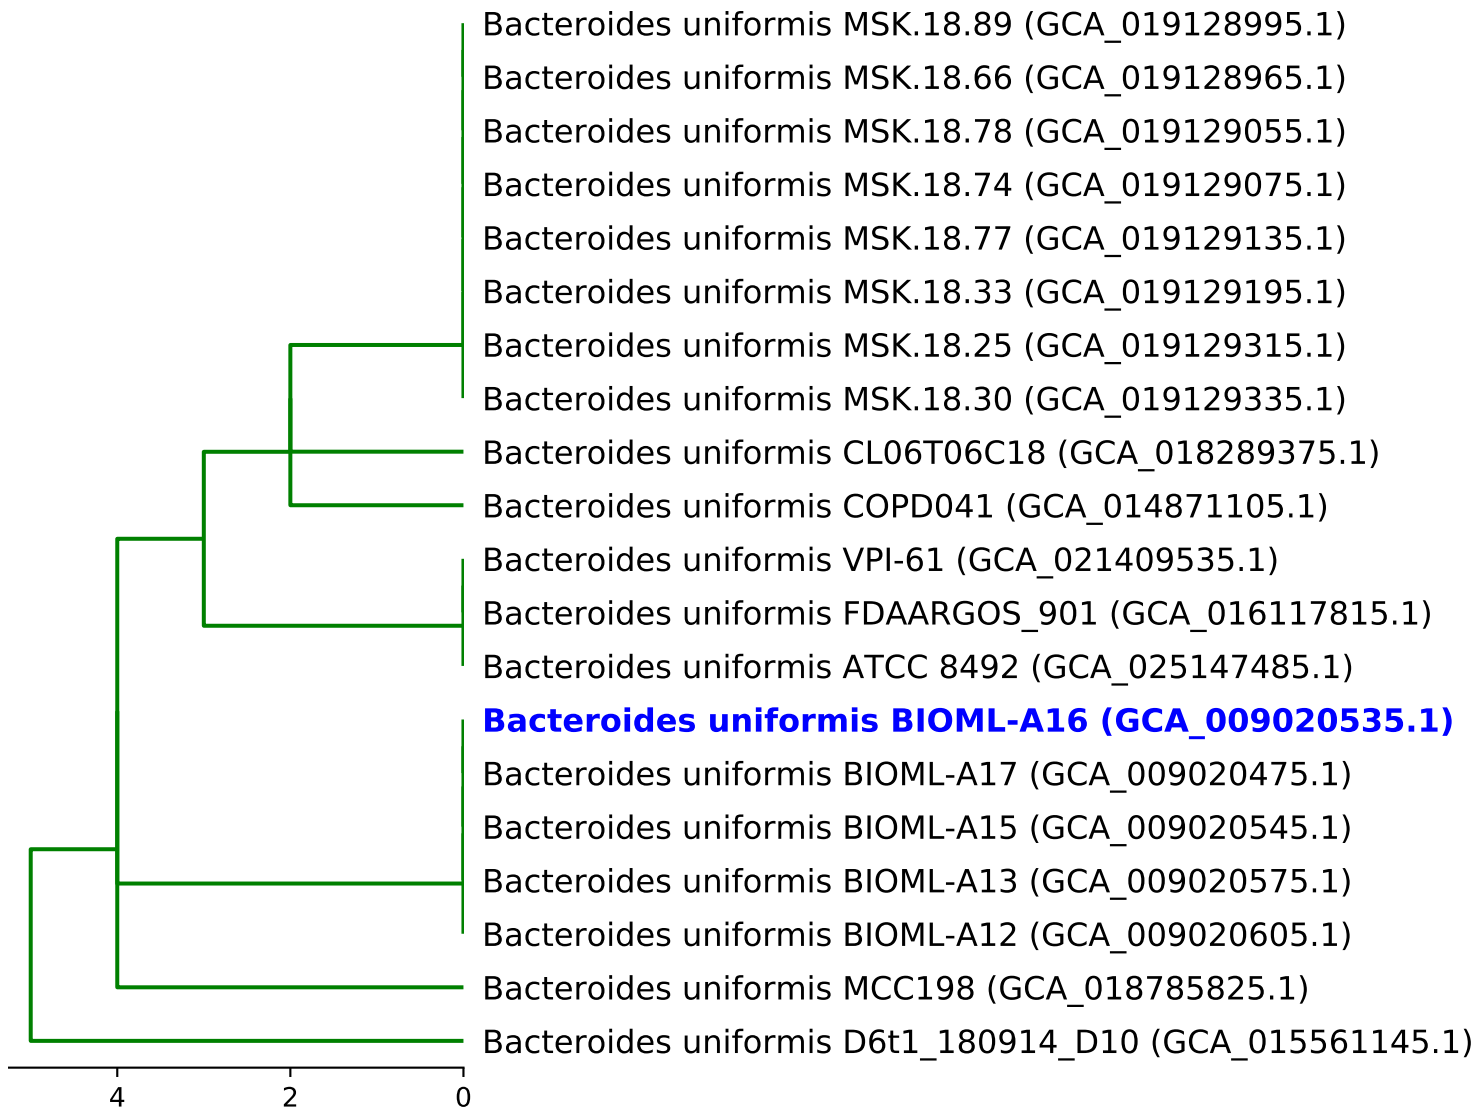 Bacteroides uniformis MSK.18.89 (GCA_019128995.1)
Bacteroides uniformis MSK.18.66 (GCA_019128965.1)
Bacteroides uniformis MSK.18.78 (GCA_019129055.1)
Bacteroides uniformis MSK.18.74 (GCA_019129075.1)
Bacteroides uniformis MSK.18.77 (GCA_019129135.1)
Bacteroides uniformis MSK.18.33 (GCA_019129195.1)
Bacteroides uniformis MSK.18.25 (GCA_019129315.1)
Bacteroides uniformis MSK.18.30 (GCA_019129335.1)
Bacteroides uniformis CL06T06C18 (GCA_018289375.1)
Bacteroides uniformis COPD041 (GCA_014871105.1)
Bacteroides uniformis VPI-61 (GCA_021409535.1)
Bacteroides uniformis FDAARGOS_901 (GCA_016117815.1)
Bacteroides uniformis ATCC 8492 (GCA_025147485.1)
Bacteroides uniformis BIOML-A16 (GCA_009020535.1)
Bacteroides uniformis BIOML-A17 (GCA_009020475.1)
Bacteroides uniformis BIOML-A15 (GCA_009020545.1)
Bacteroides uniformis BIOML-A13 (GCA_009020575.1)
Bacteroides uniformis BIOML-A12 (GCA_009020605.1)
Bacteroides uniformis MCC198 (GCA_018785825.1)
Bacteroides uniformis D6t1_180914_D10 (GCA_015561145.1)
4 2 0